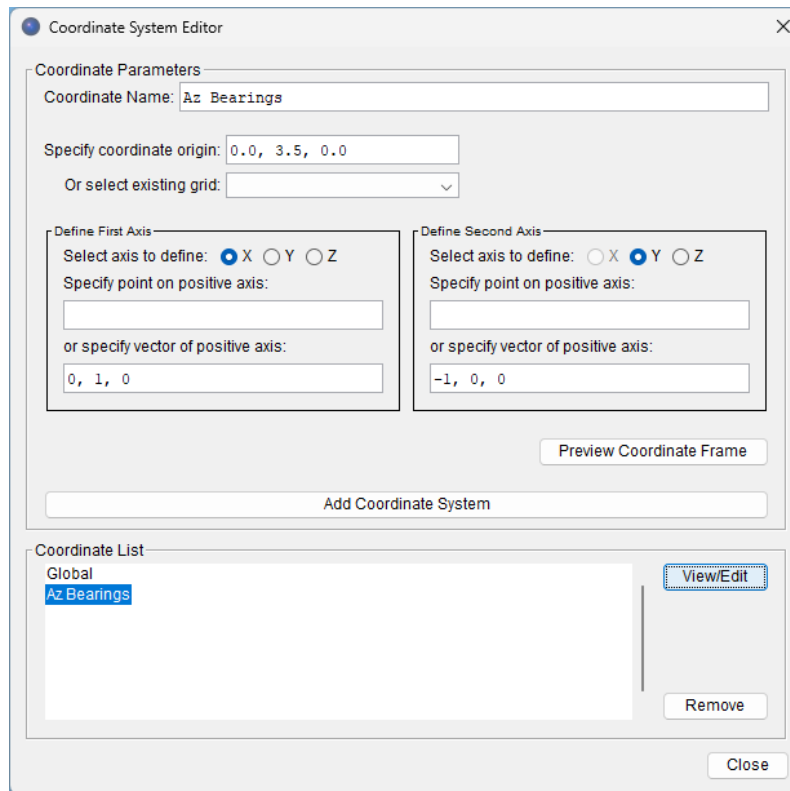 Coordinate System Editor
Coordinate Parameters
Coordinate Name: Az Bearings
Specify coordinate origin: 0.0, 3.5, 0.0
Or select existing grid:
Define First Axis
Select axis to define: X Y Z
Specify point on positive axis:
or specify vector of positive axis:
0, 1, 0
Define Second Axis
Select axis to define: X Y Z
Specify point on positive axis:
or specify vector of positive axis:
-1, 0, 0
Preview Coordinate Frame
Add Coordinate System
Coordinate List
Global
Az Bearings
View/Edit
Remove
Close